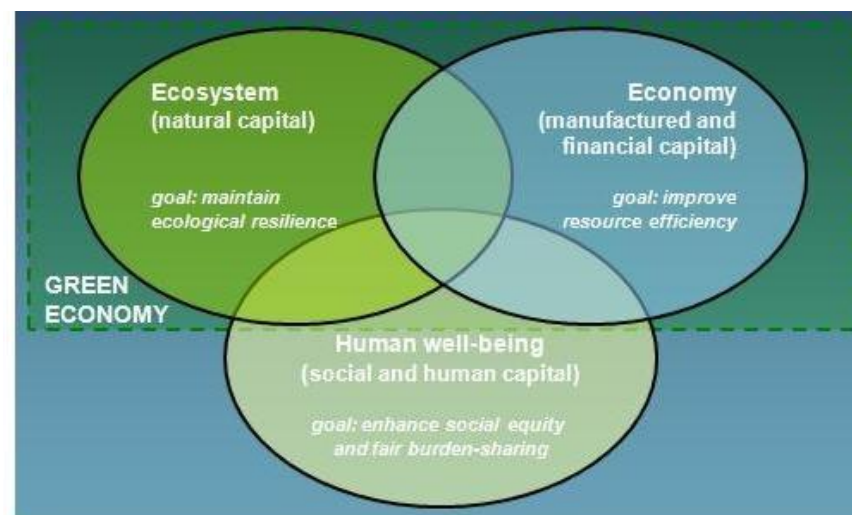 Ecosystem
(natural capital)
goal: maintain
ecological resilience
Economy
(manufactured and
financial capital)
goal: improve
resource efficiency
GREEN
ECONOMY
Human well-being
(social and human capital)
goal: enhance social equity
and fair burden-sharing